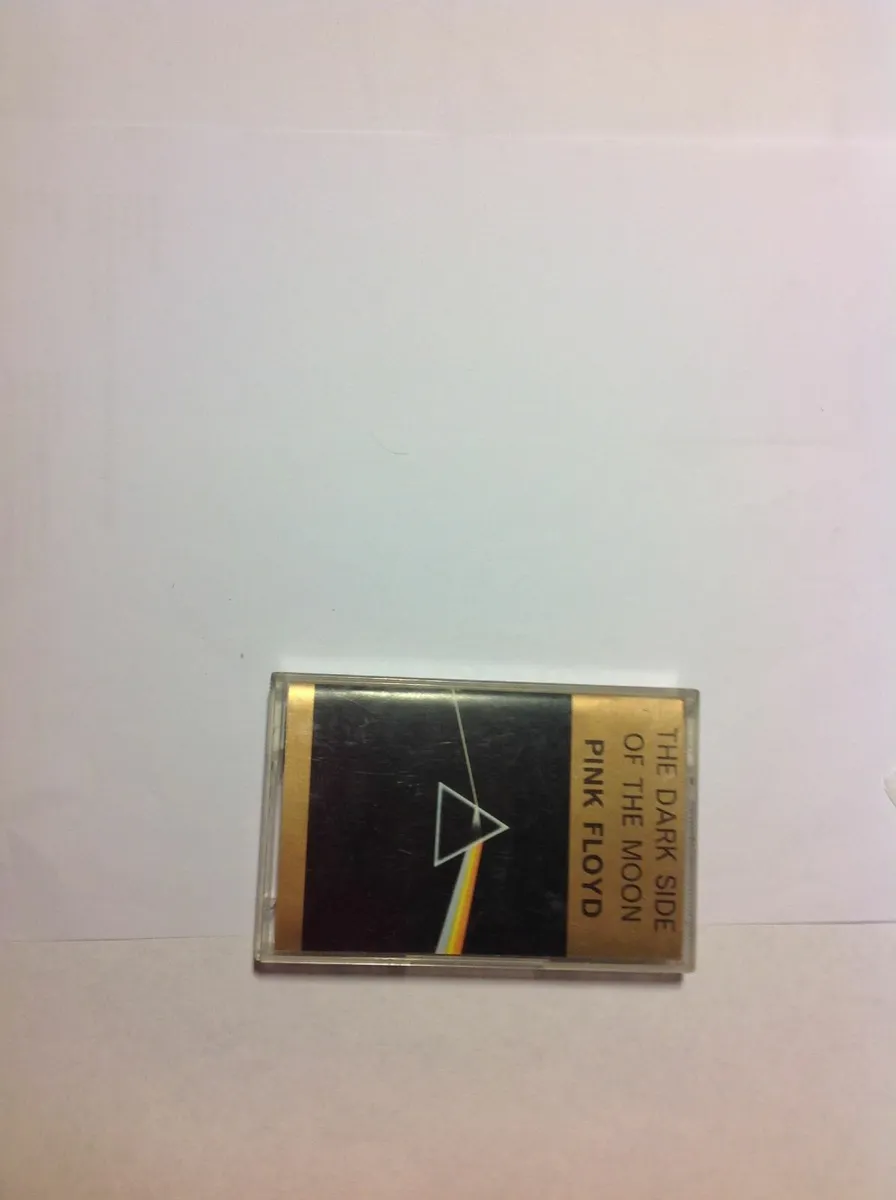 THE DARK SIDE
OF THE MOON
PINK FLOYD